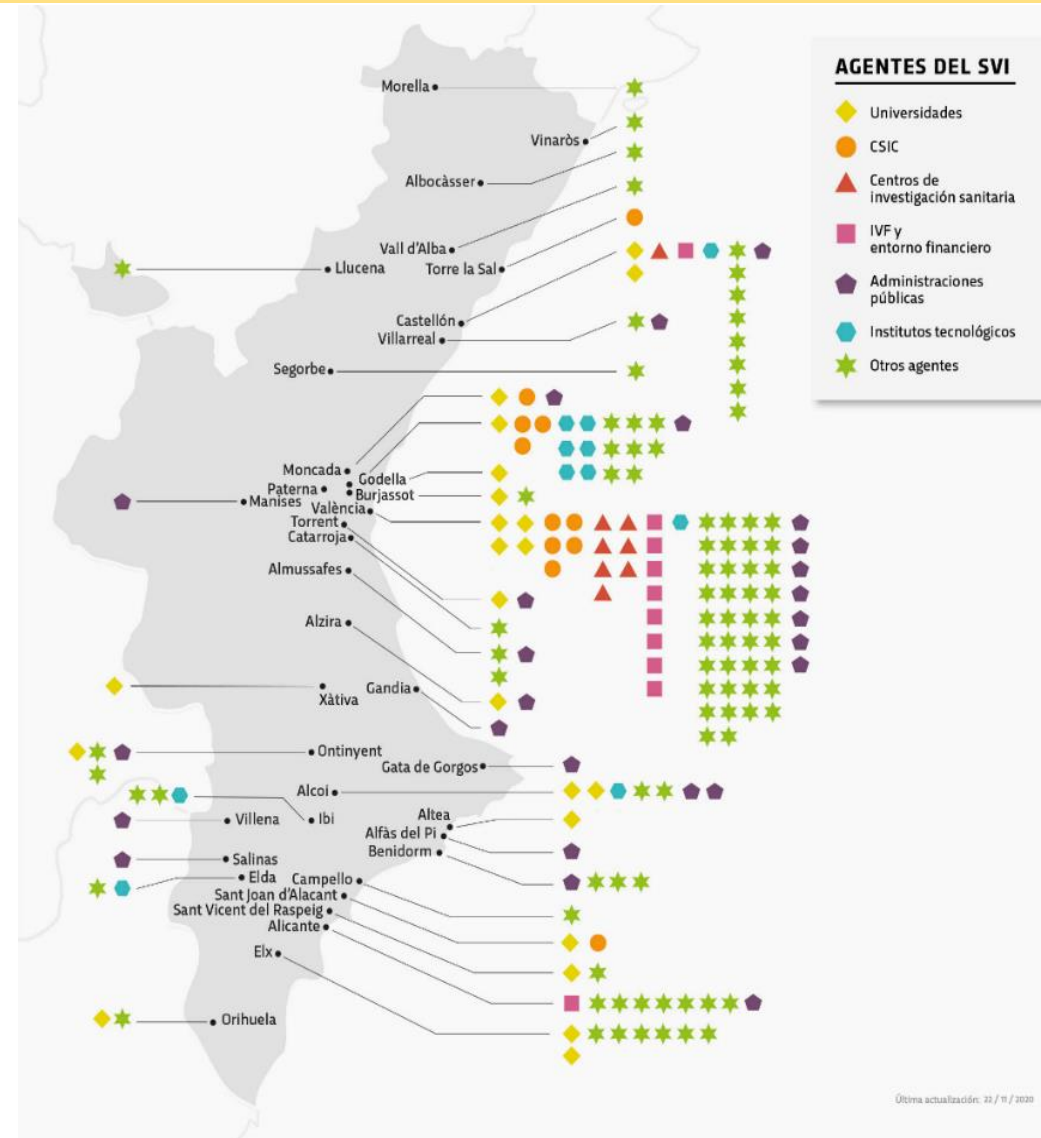 AGENTES DEL SVI
Universidades
CSIC
Centros de
investigación sanitaria
IVF y
entorno financiero
Administraciones
públicas
Institutos tecnológicos
Otros agentes
Morella
Vinaròs
Albocàsser
Vall d'Alba
Torre la Sal
Llucena
Castellón
Villarreal
Segorbe
Moncada
Godella
Paterna
Burjassot
Manises
València
Torrent
Catarroja
Almussafes
Alzira
Xàtiva
Gandia
Ontinyent
Gata de Gorgos
Alcoi
Altea
Villena
Ibi
Alfàs del Pi
Benidorm
Salinas
Elda
Campello
Sant Joan d'Alacant
Sant Vicent del Raspeig
Alicante
Elx
Orihuela
Última actualización: 22 / 11 / 2020